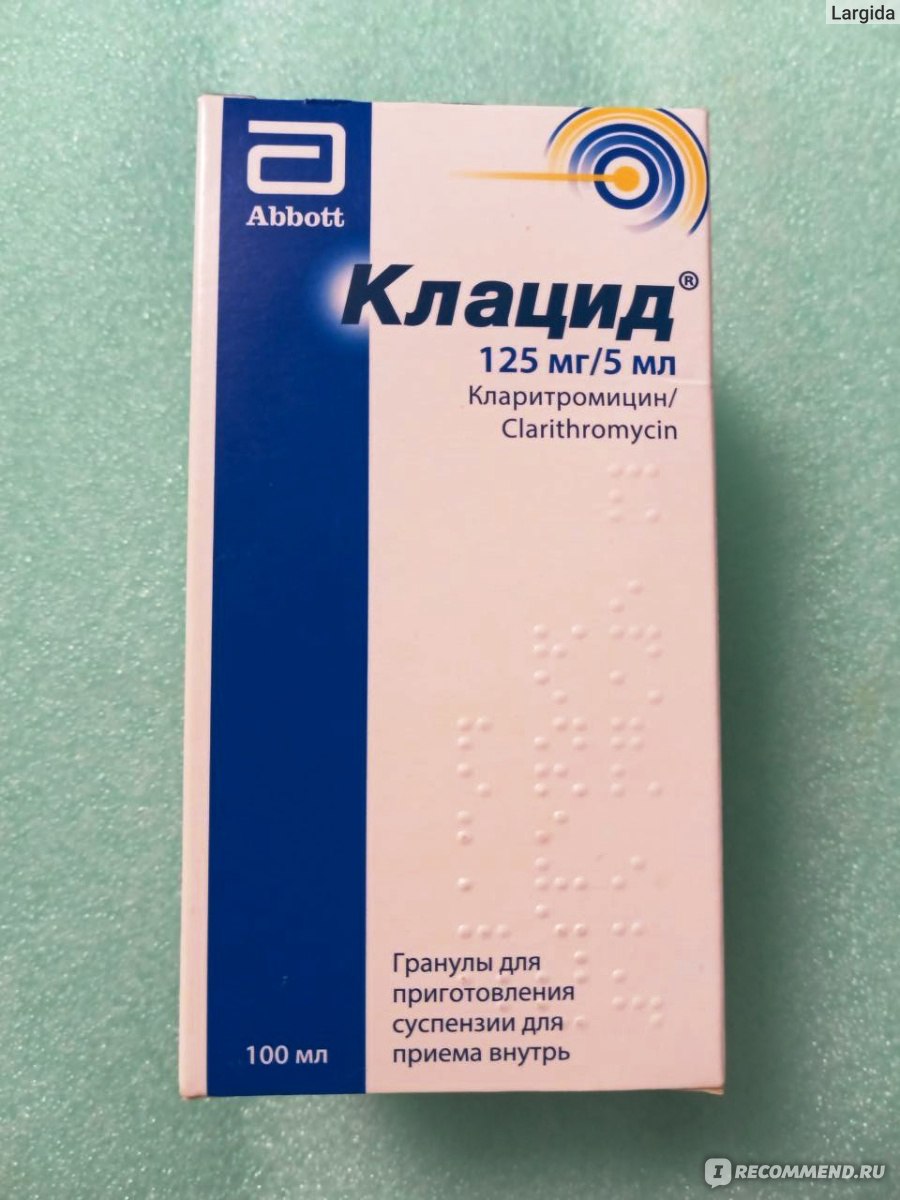 Largida
Abbott
Клацид®
125 мг/5 мл
Кларитромицин/
Clarithromycin
Гранулы для
приготовления
суспензии для
приема внутрь
100 мл
IRECOMMEND.RU